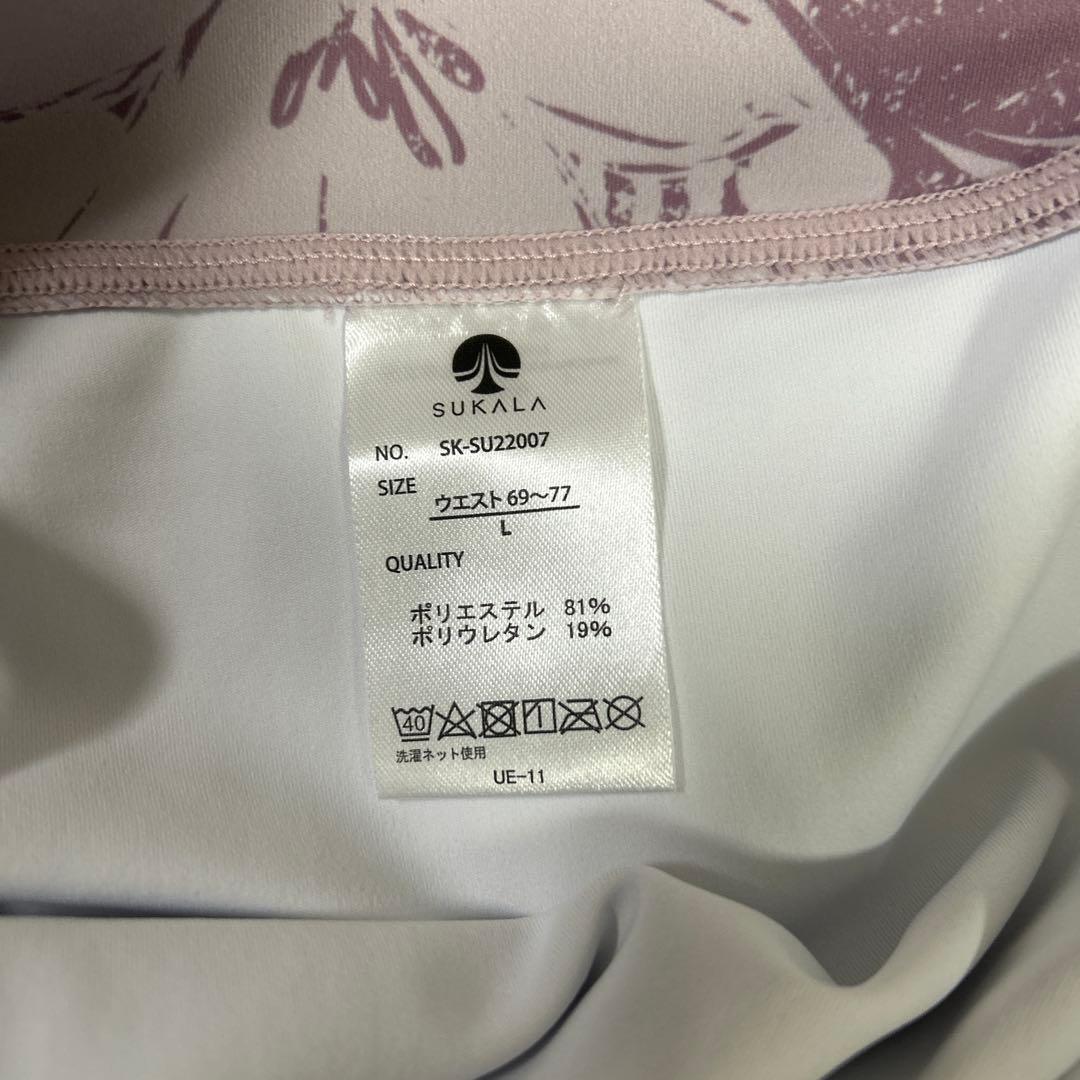 SUKALA
NO. SK-SU22007
SIZE
ウエスト 69～77
L
QUALITY
ポリエステル 81%
ポリウレタン 19%
40
洗濯ネット使用
UE-11